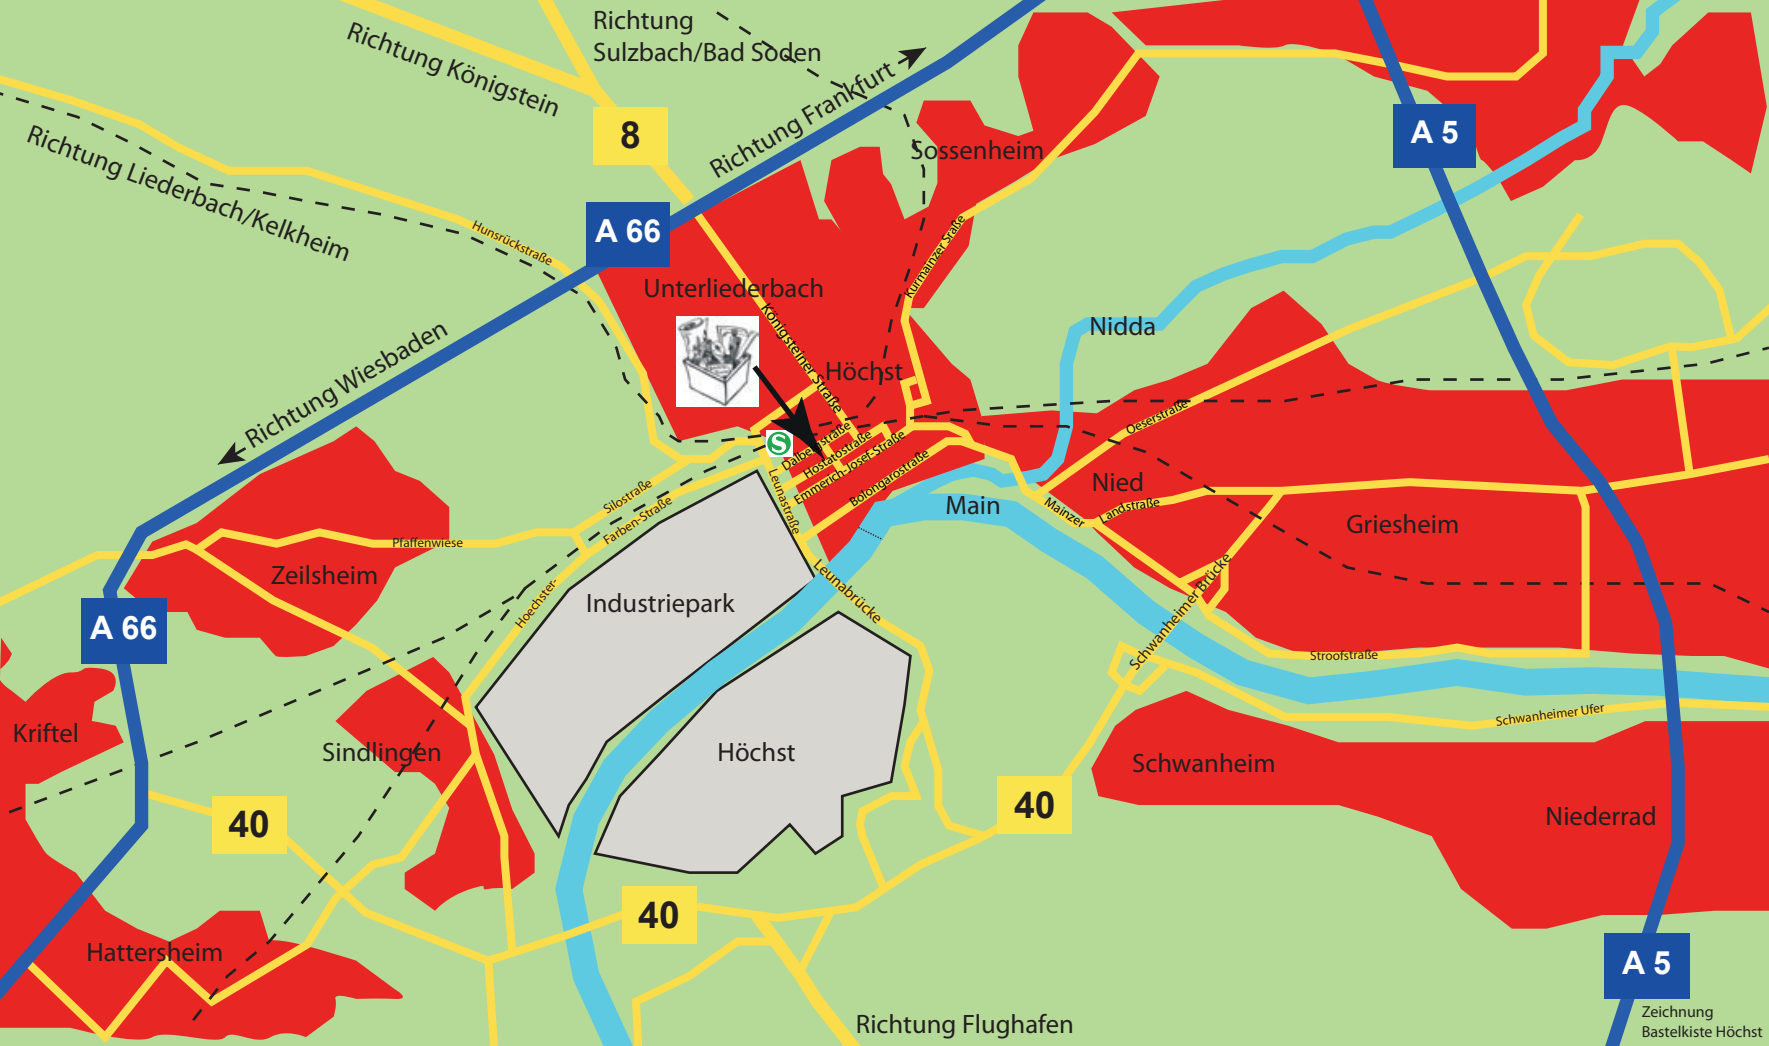 Richtung
Sulzbach/Bad Soden
Richtung Königstein
Richtung Frankfurt
8
A 5
Richtung Liederbach/Kelkheim
Sossenheim
Hunsrückstraße
A 66
Kurmainzer Sraße
Unterliederbach
Nidda
Königsteiner Straße
Richtung Wiesbaden
Höchst
Oeserstraße
S
Dalbergstraße
Hostatostraße
Emmerich-Josef-Straße
Bolongarostraße
Leunastraße
Nied
Silostraße
Farben-Straße
Main
Mainzer
Landstraße
Griesheim
Pfaffenwiese
Zeilsheim
Hoechster-
Industriepark
Leunabrücke
Schwanheimer Brücke
A 66
Stroofstraße
Schwanheimer Ufer
Kriftel
Sindlingen
Höchst
Schwanheim
40
40
Niederrad
40
Hattersheim
A 5
Richtung Flughafen
Zeichnung
Bastelkiste Höchst